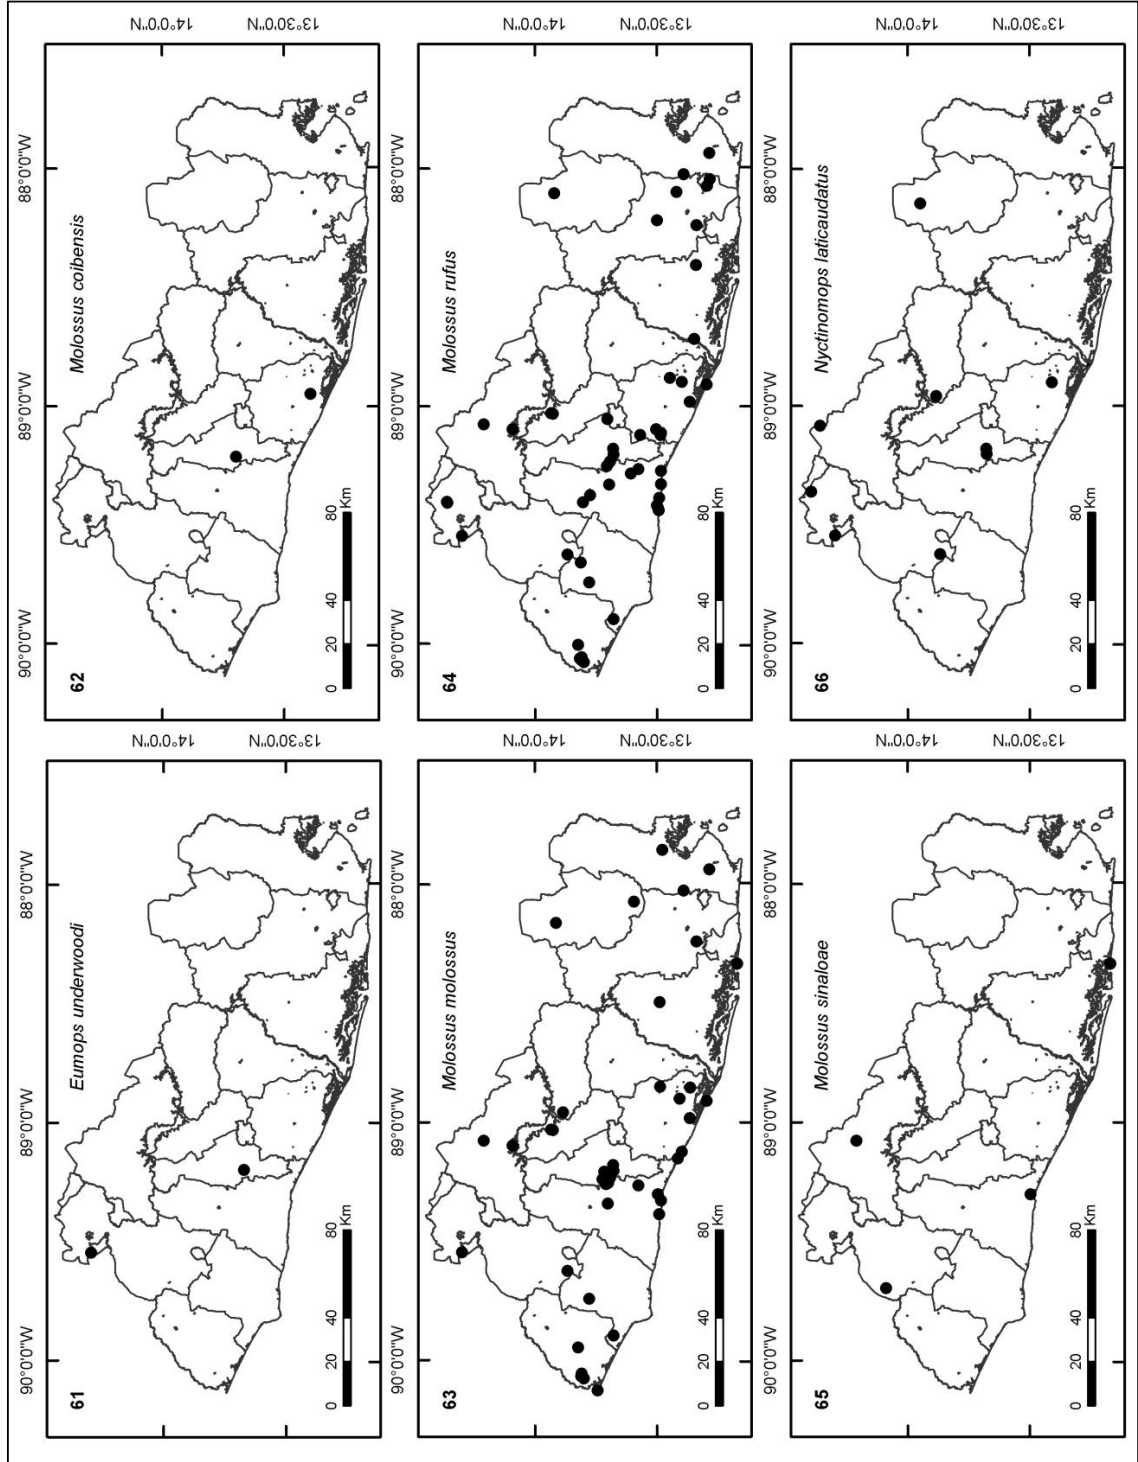 90°0'0"W 89°0'0"W 88°0'0"W
61
Eumops underwoodi
14°0'0"N
13°30'0"N
0 20 40 80 Km
90°0'0"W 89°0'0"W 88°0'0"W
62
Molossus coibensis
14°0'0"N
13°30'0"N
0 20 40 80 Km
90°0'0"W 89°0'0"W 88°0'0"W
63
Molossus molossus
14°0'0"N
13°30'0"N
0 20 40 80 Km
90°0'0"W 89°0'0"W 88°0'0"W
64
Molossus rufus
14°0'0"N
13°30'0"N
0 20 40 80 Km
90°0'0"W 89°0'0"W 88°0'0"W
65
Molossus sinaloae
14°0'0"N
13°30'0"N
0 20 40 80 Km
90°0'0"W 89°0'0"W 88°0'0"W
66
Nyctinomops laticaudatus
14°0'0"N
13°30'0"N
0 20 40 80 Km